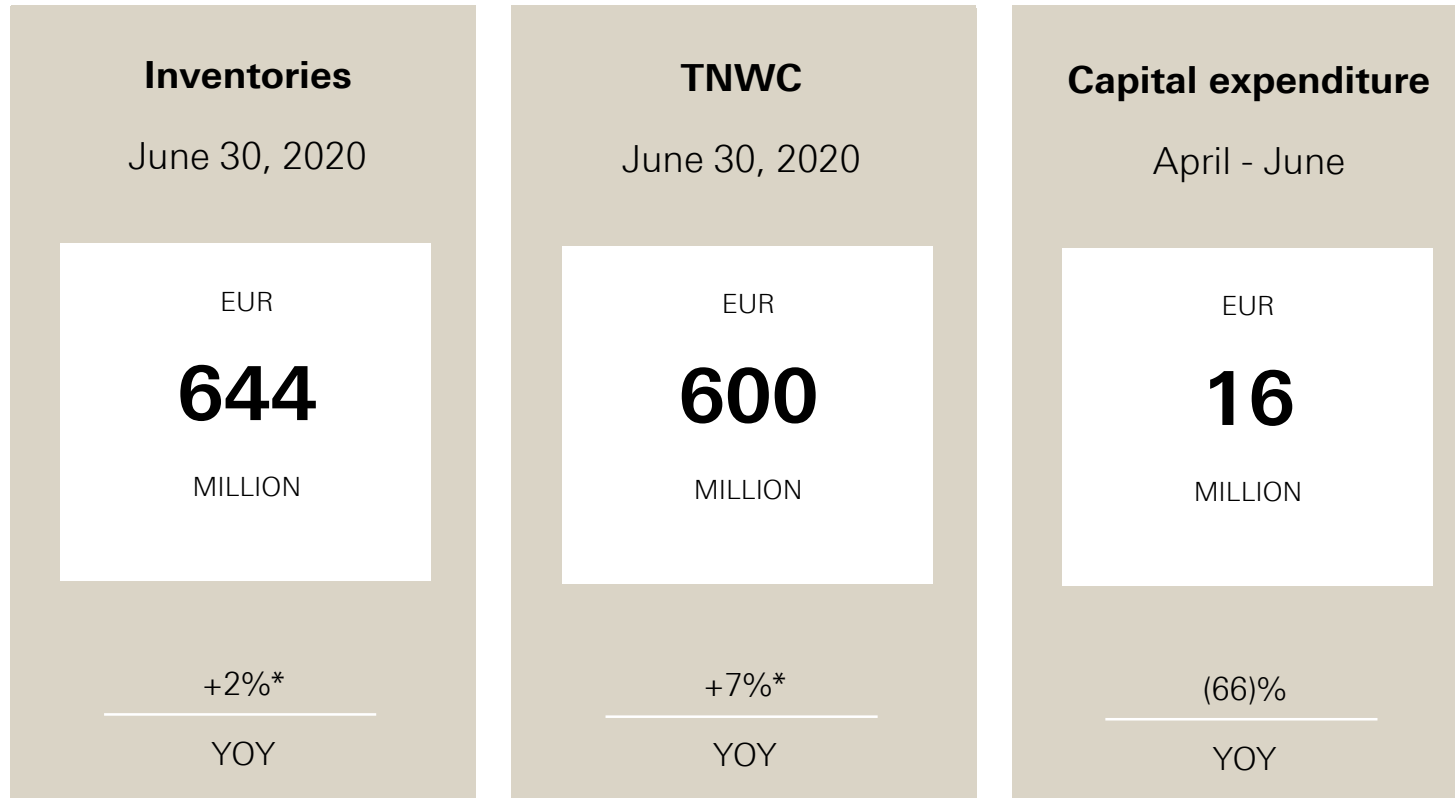 Inventories
June 30, 2020
EUR
644
MILLION
+2%*
YOY
TNWC
June 30, 2020
EUR
600
MILLION
+7%*
YOY
Capital expenditure
April - June
EUR
16
MILLION
(66)%
YOY